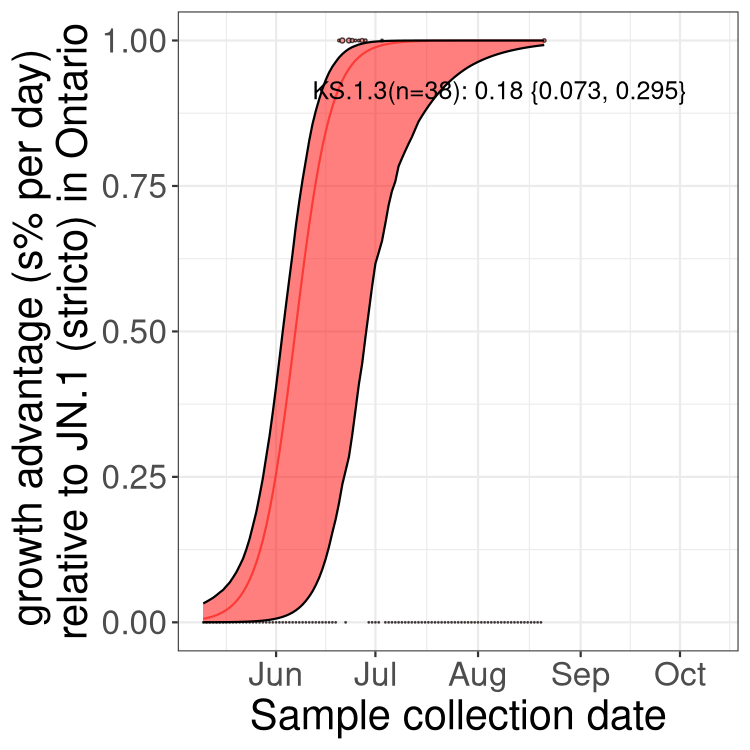 growth advantage (s% per day)
relative to JN.1 (stricto) in Ontario
1.00
0.75
0.50
0.25
0.00
KS.1.3(n=38): 0.18 {0.073, 0.295}
Jun Jul Aug Sep Oct
Sample collection date